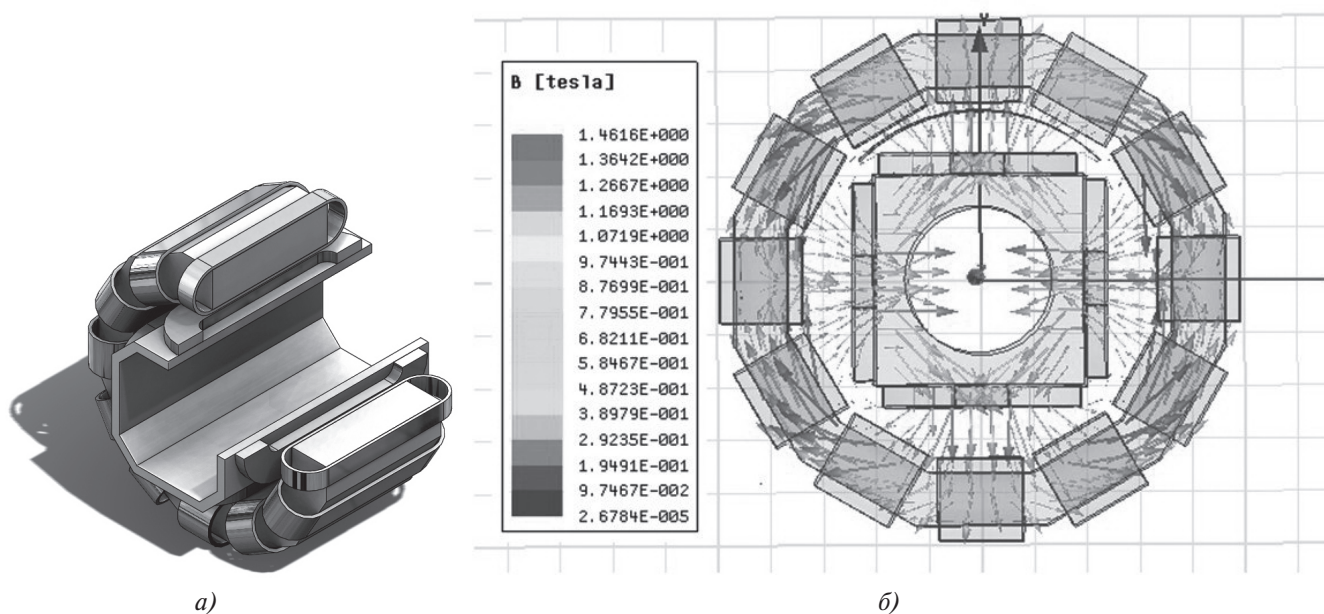 B [tesla]
1.4616E+000
1.3642E+000
1.2667E+000
1.1693E+000
1.0719E+000
9.7443E-001
8.7699E-001
7.7955E-001
6.8211E-001
5.8467E-001
4.8723E-001
3.8979E-001
2.9235E-001
1.9491E-001
9.7467E-002
2.6784E-005
а)
б)